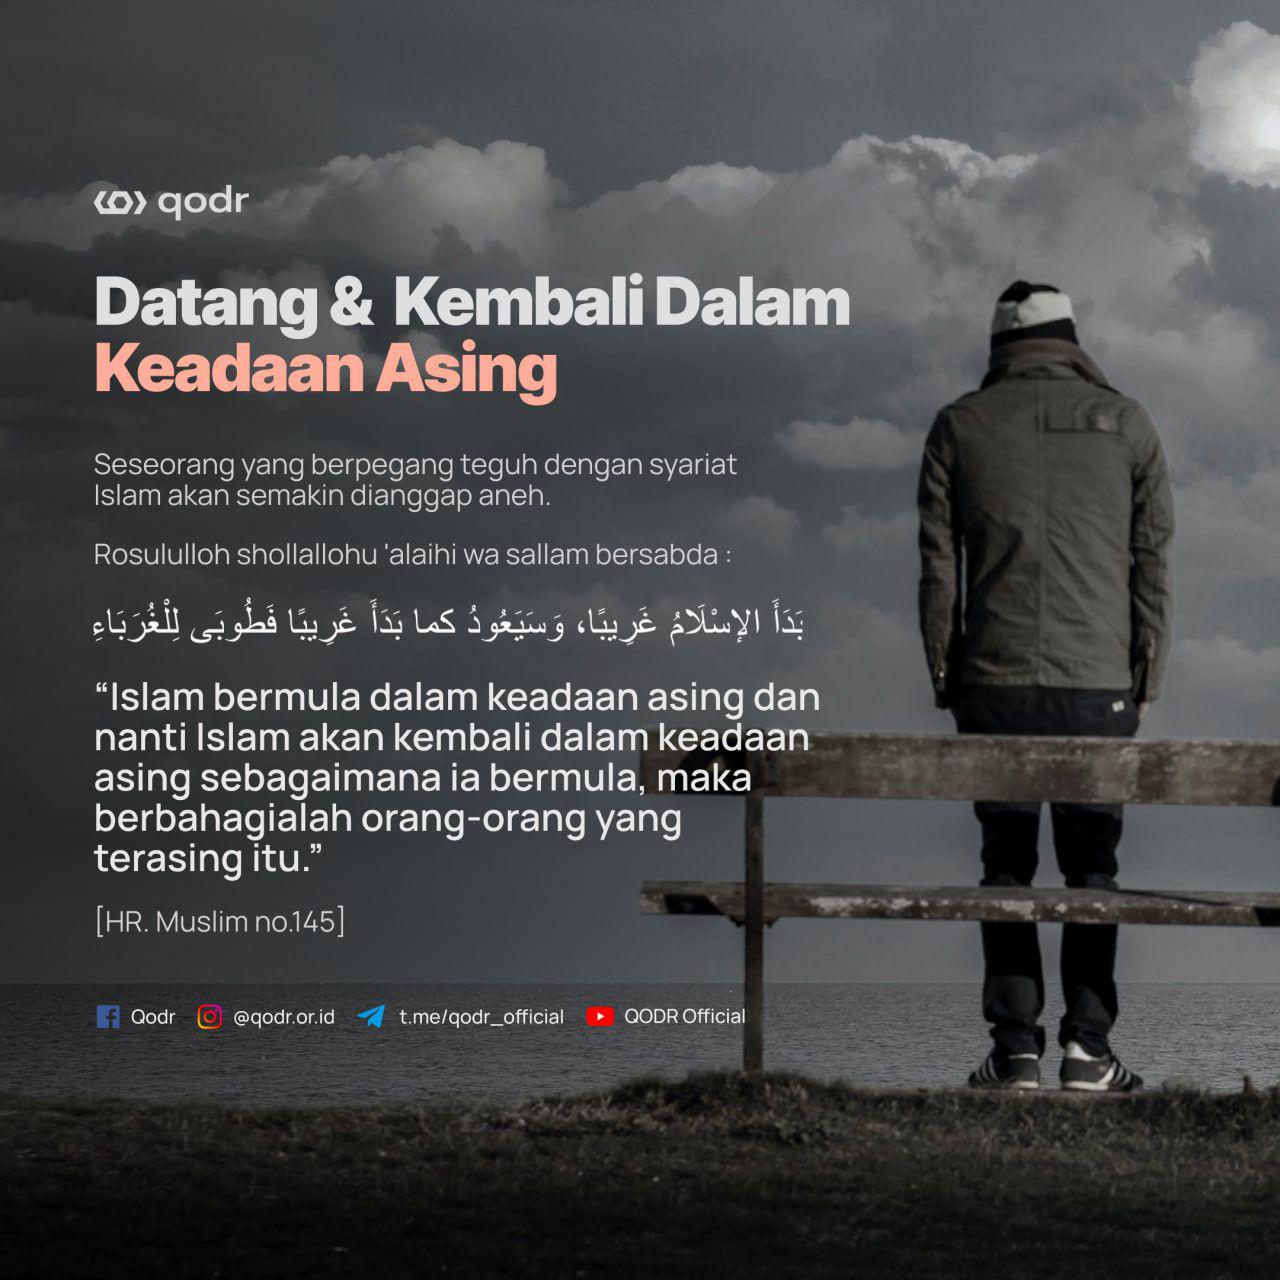 qodr
Datang & Kembali Dalam
Keadaan Asing
Seseorang yang berpegang teguh dengan syariat
Islam akan semakin dianggap aneh.
Rosululloh shollallohu 'alaihi wa sallam bersabda :
بَدَأَ الإِسْلَامُ غَرِيبًا، وَسَيَعُودُ كما بَدَأَ غَرِيبًا فَطُوبَى لِلْغُرَبَاءِ
“Islam bermula dalam keadaan asing dan
nanti Islam akan kembali dalam keadaan
asing sebagaimana ia bermula, maka
berbahagialah orang-orang yang
terasing itu.”
[HR. Muslim no.145]
Qodr @qodr.or.id t.me/qodr_official QODR Official